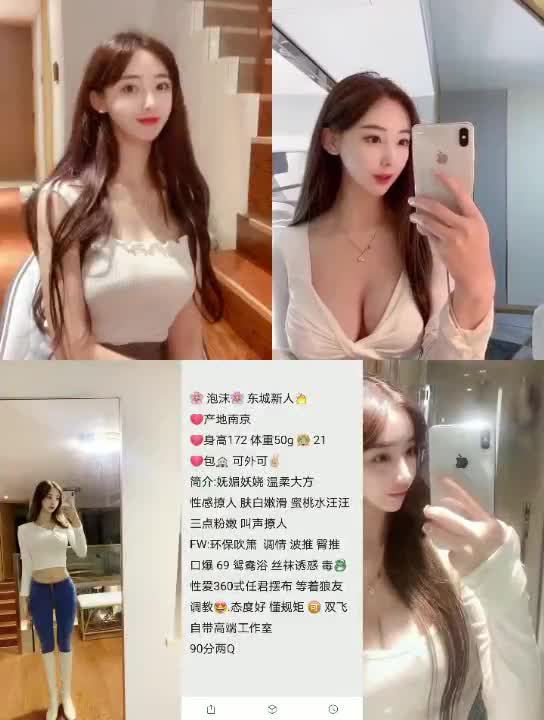 🌸 泡沫🌸 东城新人🐣
❤️产地南京
❤️身高172 体重50g 🙉 21
❤️包🏨 可外可✌🏻
简介:妩媚妖娆 温柔大方
性感撩人 肤白嫩滑 蜜桃水汪汪
三点粉嫩 叫声撩人
FW:环保吹箫 调情 波推 臀推
口爆 69 鸳鸯浴 丝袜诱惑 毒🐲
性爱360式任君摆布 等着狼友
调教😍.态度好 懂规矩 🉑 双飞
自带高端工作室
90分两Q